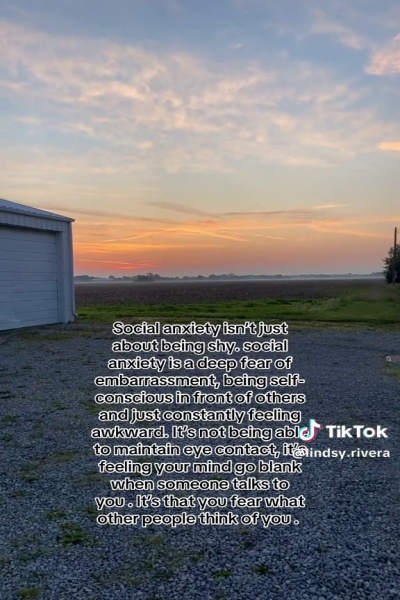 Social anxiety isn't just
about being shy. social
anxiety is a deep fear of
embarrassment, being self-
conscious in front of others
and just constantly feeling
awkward. It's not being able
to maintain eye contact, it's
feeling your mind go blank
when someone talks to
you . It's that you fear what
other people think of you .
TikTok
@lindsy.rivera